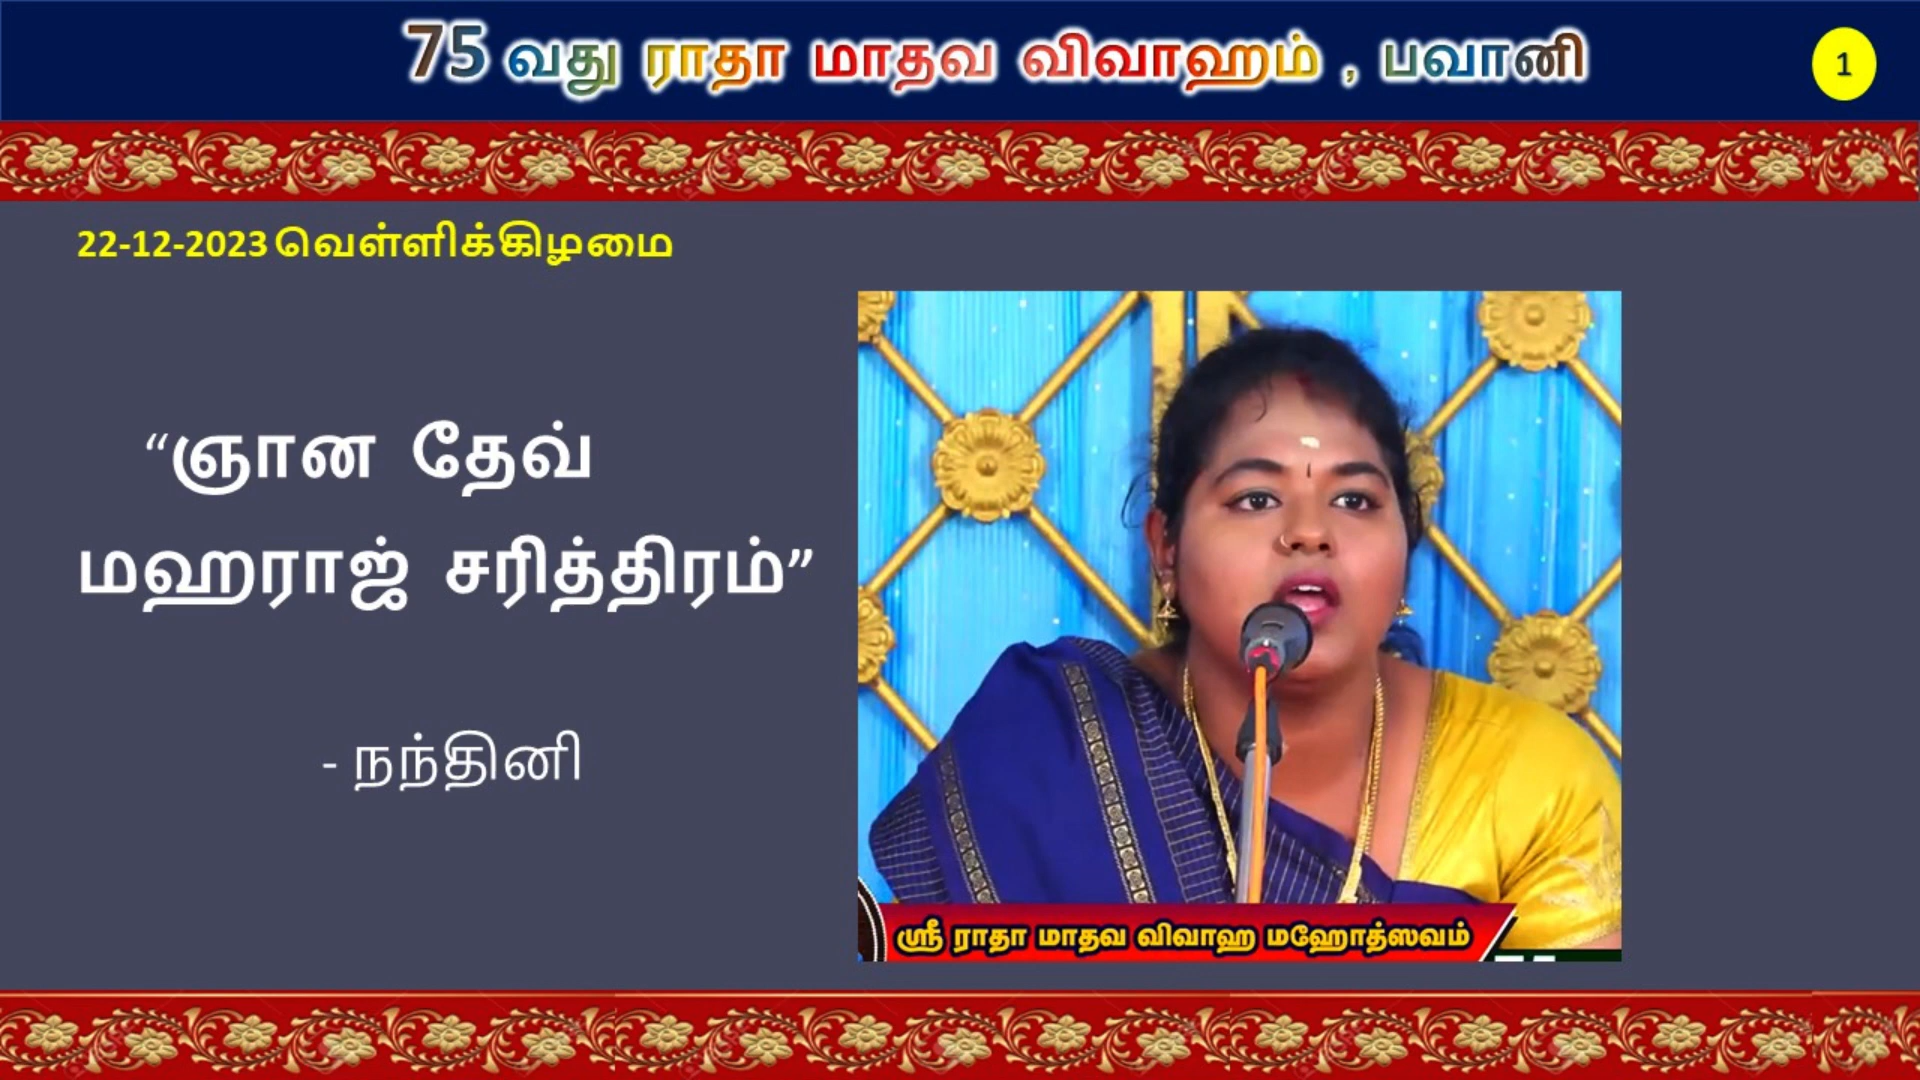 75 வது ராதா மாதவ விவாஹம் , பவானி
1
22-12-2023 வெள்ளிக்கிழமை
“ஞான தேவ்
மஹராஜ் சரித்திரம்”
- நந்தினி
ஸ்ரீ ராதா மாதவ விவாஹ மஹோத்ஸவம்